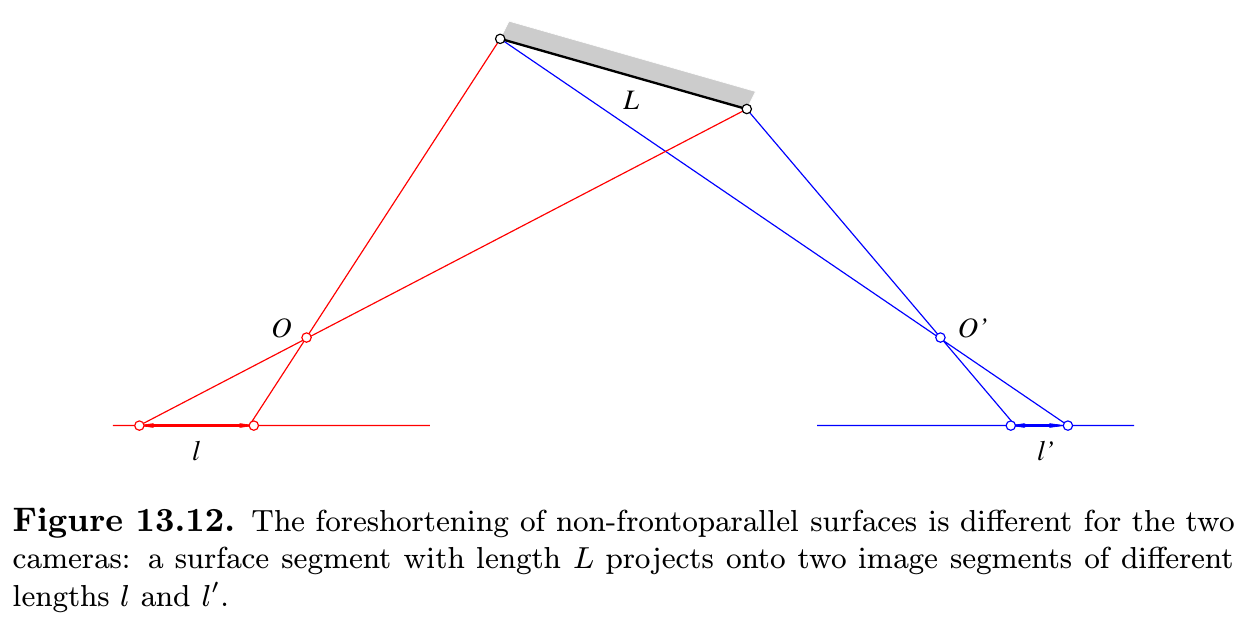 L
O
O’
l
l’
Figure 13.12. The foreshortening of non-frontoparallel surfaces is different for the two
cameras: a surface segment with length L projects onto two image segments of different
lengths l and l′.